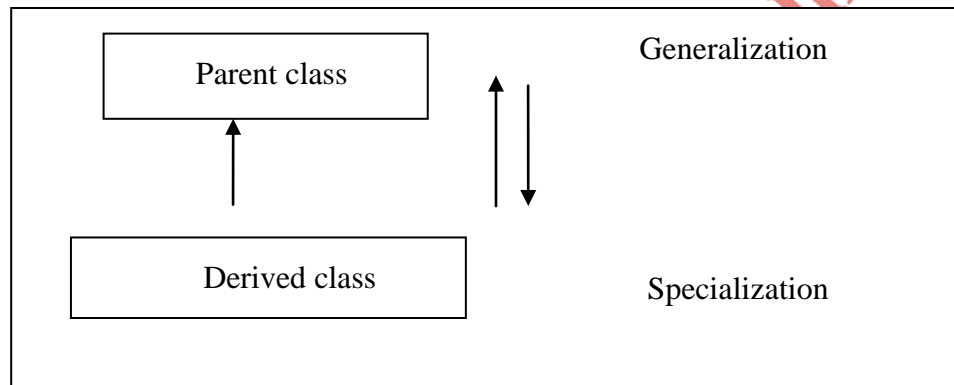 Parent class
Generalization
Derived class
Specialization